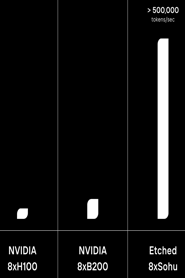 > 500,000
tokens/sec
NVIDIA
8xH100
NVIDIA
8xB200
Etched
8xSohu